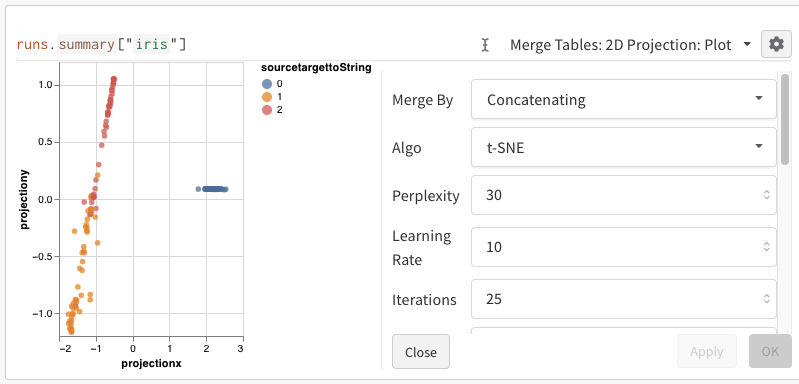 runs.summary["iris"]
Merge Tables: 2D Projection: Plot
sourcetargettoString
0
1
2
projectiony
1.0
0.5
0.0
−0.5
−1.0
−2 −1 0 1 2 3
projectionx
Merge By Concatenating
Algo t-SNE
Perplexity 30
Learning
Rate
10
Iterations 25
Close Apply OK